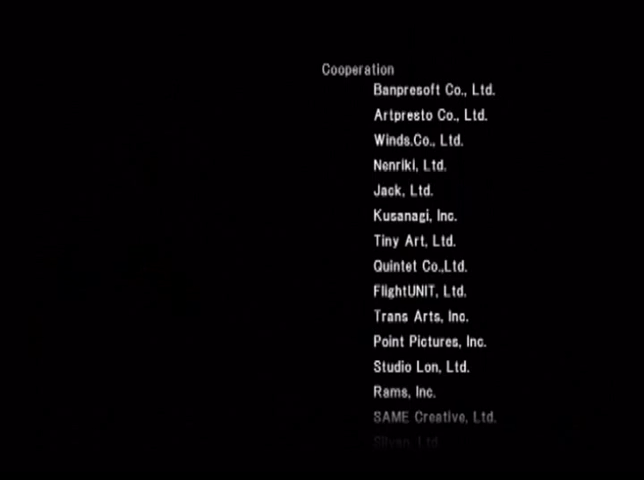 Cooperation
Banpresoft Co., Ltd.
Artpresto Co., Ltd.
Winds.Co., Ltd.
Nenriki, Ltd.
Jack, Ltd.
Kusanagi, Inc.
Tiny Art, Ltd.
Quintet Co.,Ltd.
FlightUNIT, Ltd.
Trans Arts, Inc.
Point Pictures, Inc.
Studio Lon, Ltd.
Rams, Inc.
SAME Creative, Ltd.
Silvan, Ltd.